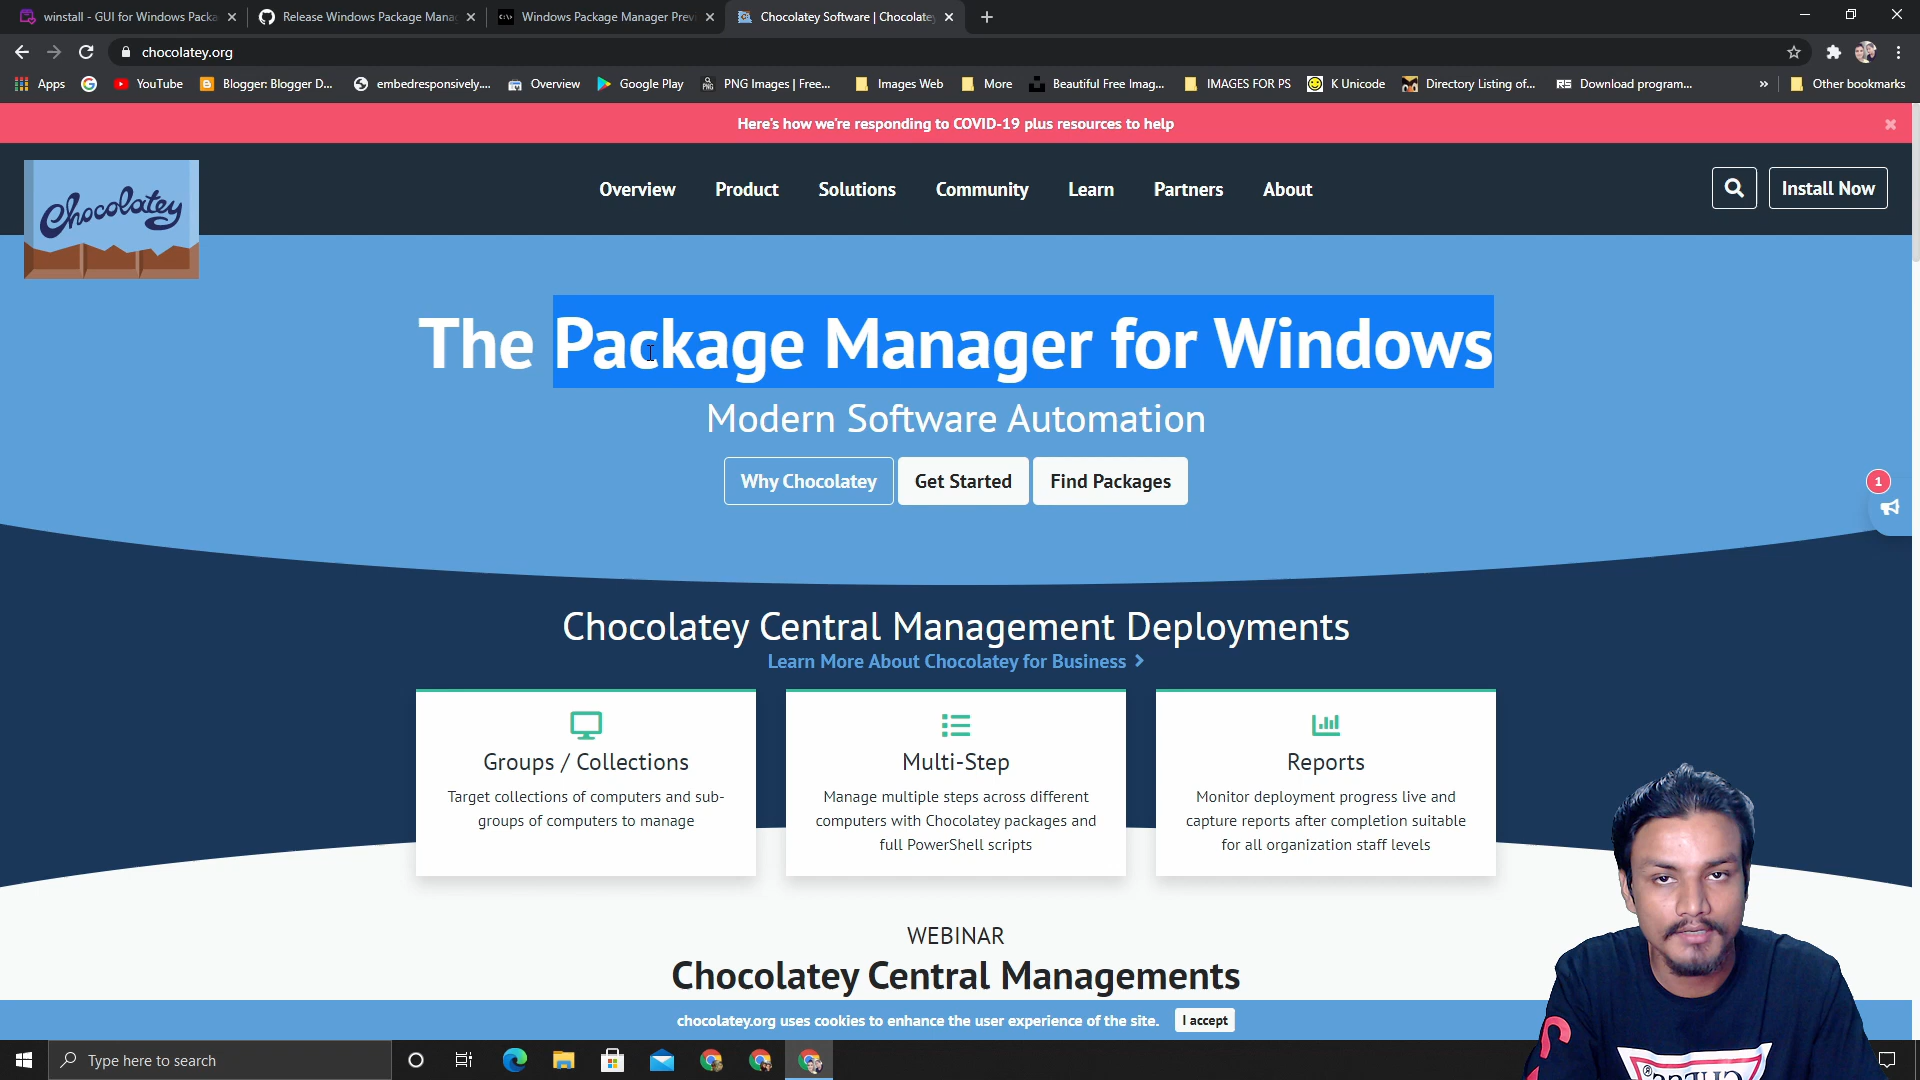 winstall - GUI for Windows Packa
Release Windows Package Manag
Windows Package Manager Prev
Chocolatey Software | Chocolatey
chocolatey.org
Apps
YouTube
Blogger: Blogger D...
embedresponsively....
Overview
Google Play
PNG Images | Free...
Images Web
More
Beautiful Free Imag...
IMAGES FOR PS
K Unicode
Directory Listing of...
RS Download program...
»
Other bookmarks
Here's how we're responding to COVID-19 plus resources to help
Chocolatey
Overview
Product
Solutions
Community
Learn
Partners
About
Install Now
The Package Manager for Windows
Modern Software Automation
Why Chocolatey
Get Started
Find Packages
1
Chocolatey Central Management Deployments
Learn More About Chocolatey for Business
Groups / Collections
Target collections of computers and sub-
groups of computers to manage
Multi-Step
Manage multiple steps across different
computers with Chocolatey packages and
full PowerShell scripts
Reports
Monitor deployment progress live and
capture reports after completion suitable
for all organization staff levels
WEBINAR
Chocolatey Central Managements
chocolatey.org uses cookies to enhance the user experience of the site.
I accept
Type here to search